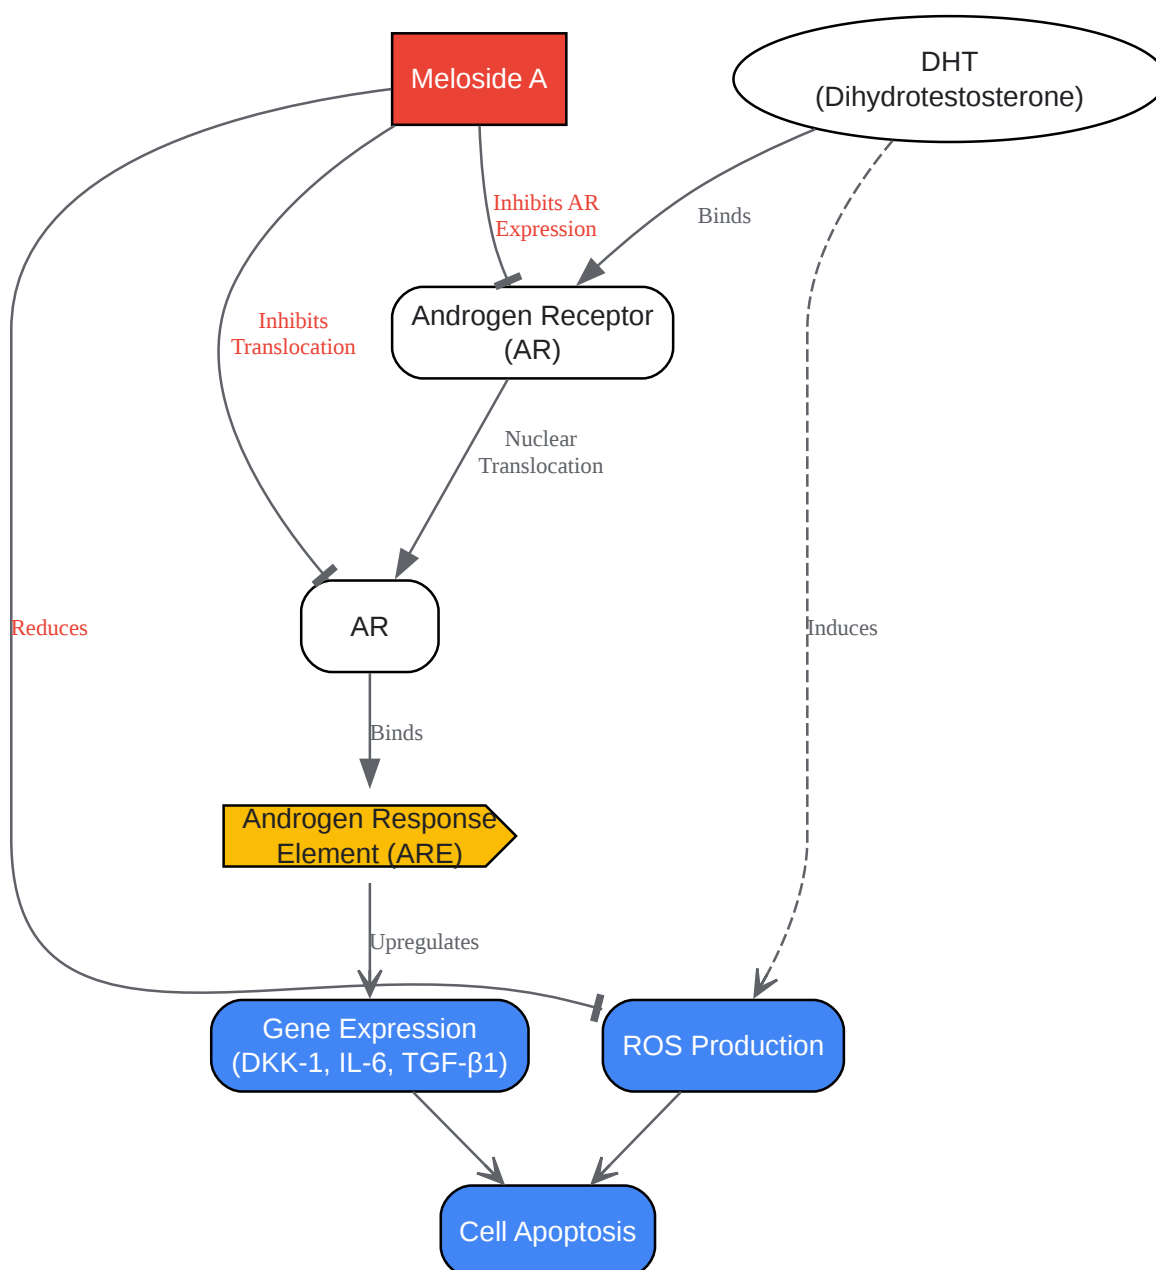 Meloside A
DHT
(Dihydrotestosterone)
Inhibits AR
Expression
Binds
Androgen Receptor
(AR)
Inhibits
Translocation
Nuclear
Translocation
AR
Reduces
Induces
Binds
Androgen Response
Element (ARE)
Upregulates
Gene Expression
(DKK-1, IL-6, TGF-β1)
ROS Production
Cell Apoptosis